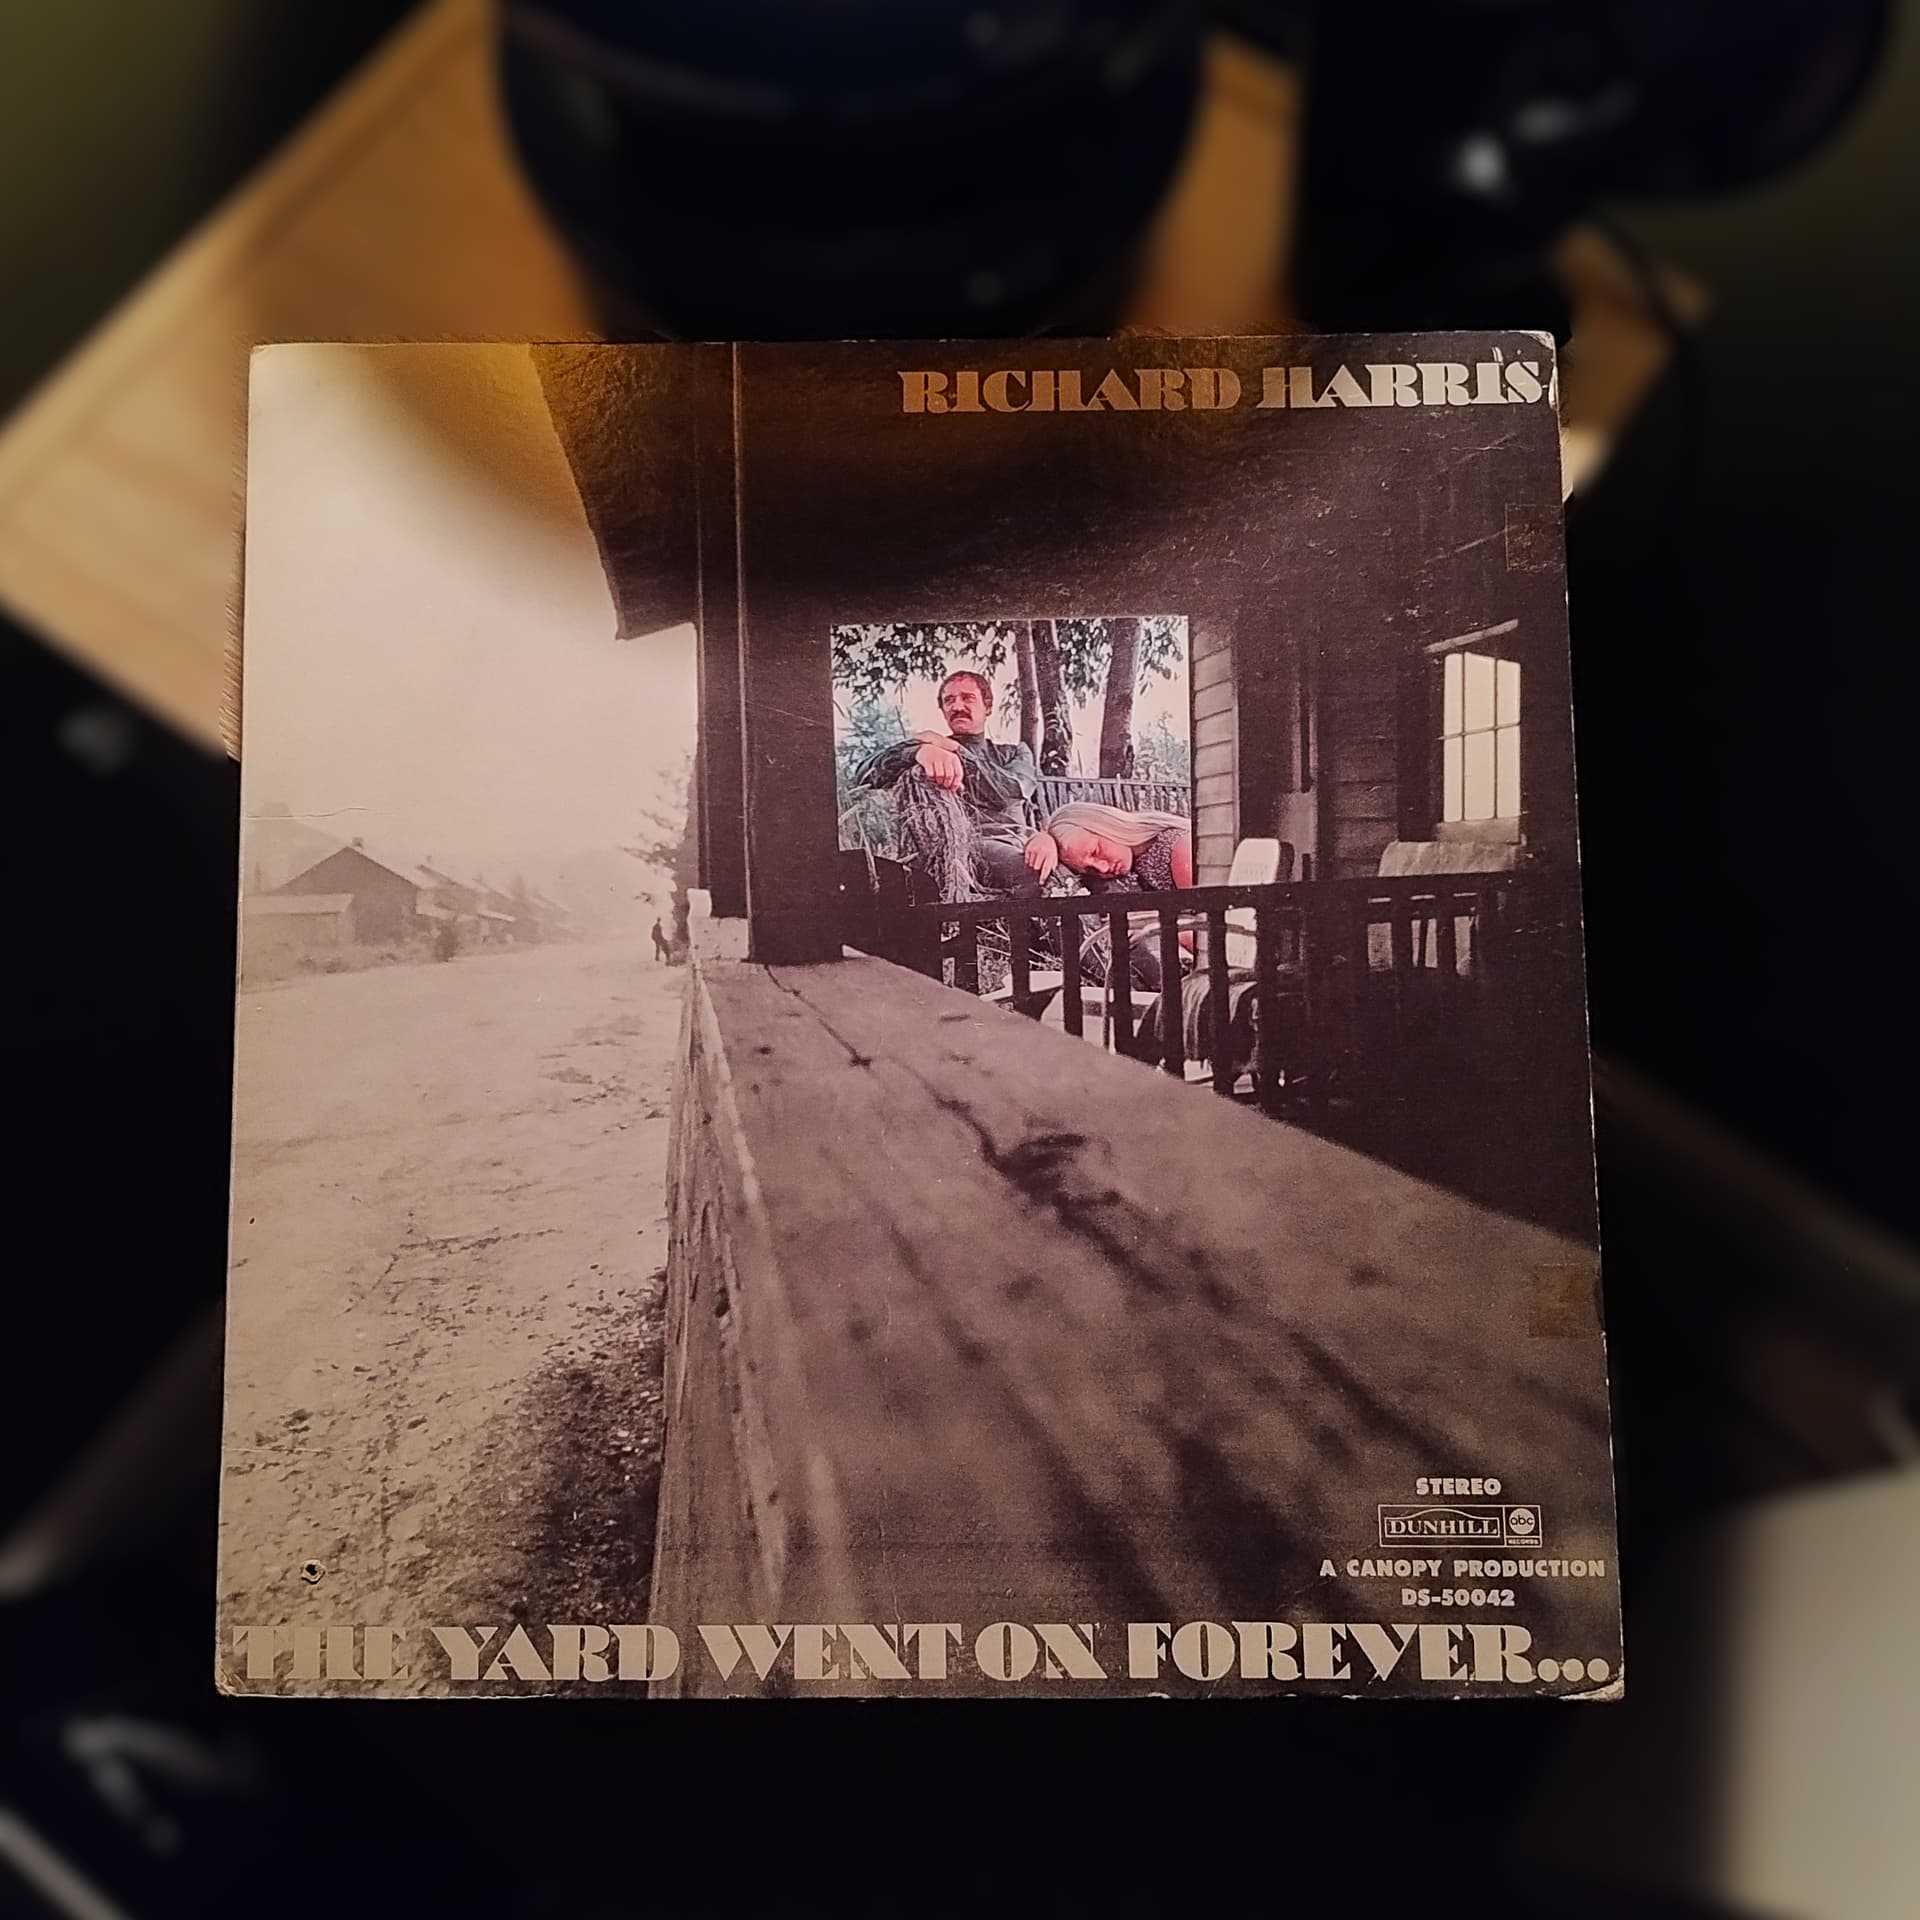 RICHARD HARRIS
STEREO
DUNHILL abc RECORDS
A CANOPY PRODUCTION
DS-50042
THE YARD WENT ON FOREVER...